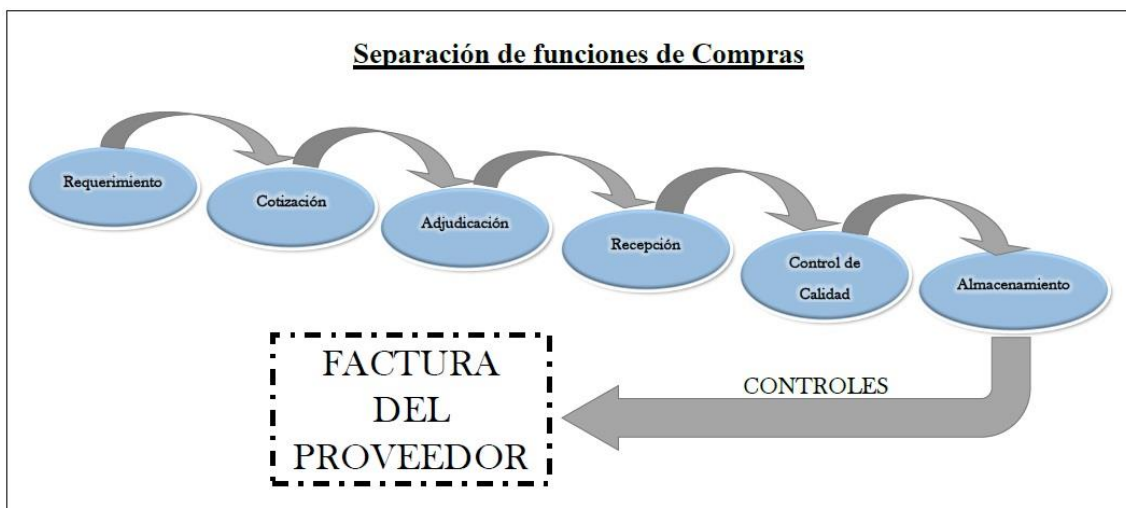 Separación de funciones de Compras
Requerimiento
Cotización
Adjudicación
Recepción
Control de
Calidad
Almacenamiento
CONTROLES
FACTURA
DEL
PROVEEDOR